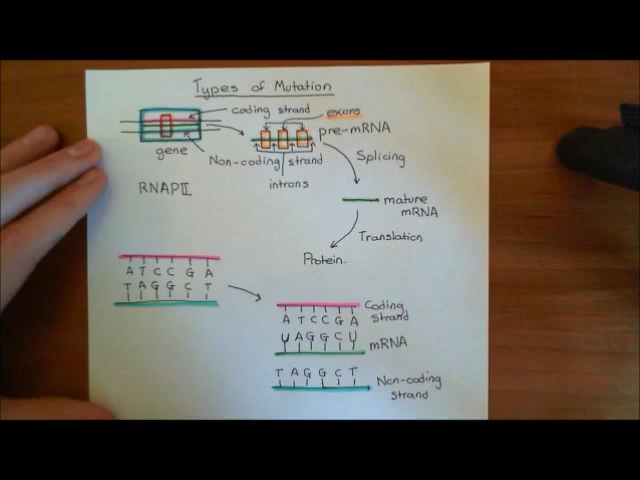 Types of Mutation
coding strand
exons
pre-mRNA
gene
Non-coding strand
introns
Splicing
RNAPII
mature
mRNA
Translation
Protein.
A T C C G A
T A G G C T
Coding
strand
A T C C G A
U A G G C U
mRNA
T A G G C T
Non-coding
strand